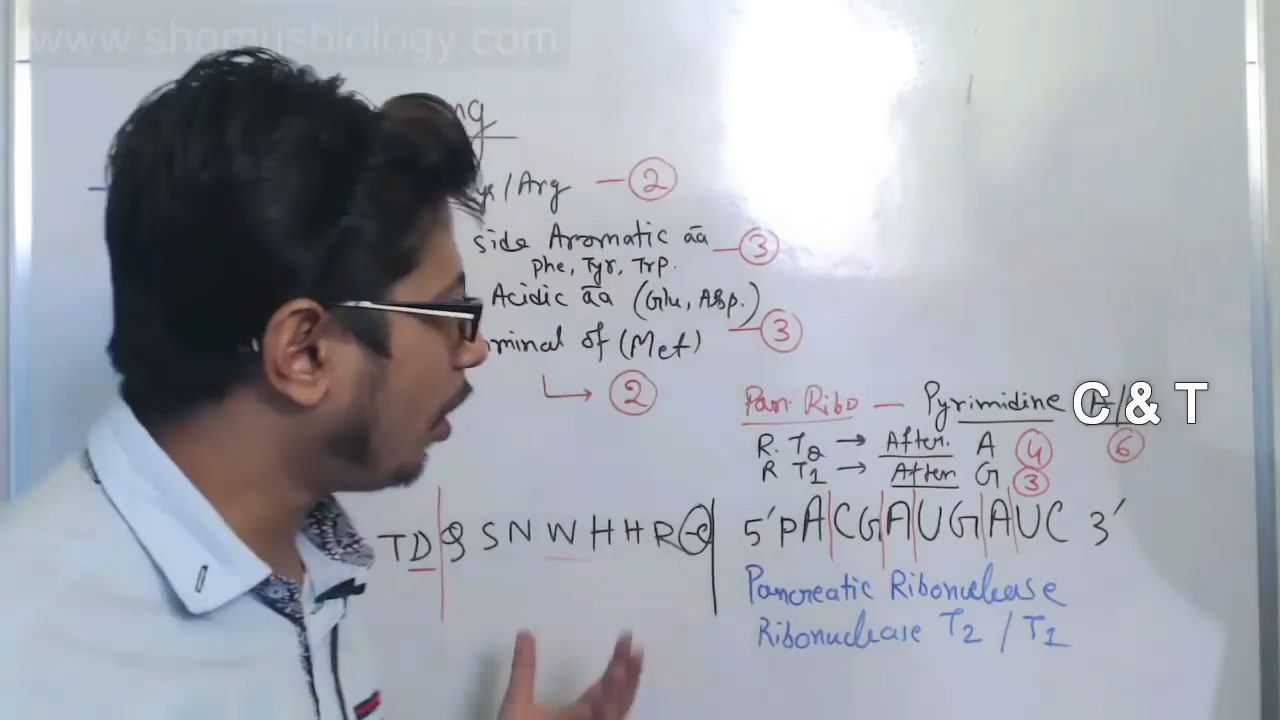 www.shomusbiology.com
ng
ys/Arg — 2
side Aromatic aa — 3
phe, Tyr, Trp.
Acidic aa (Glu, Asp.)
minal of (Met) — 3
→ 2
Pan. Ribo — Pyrimidine C & T
R. T2 → After. A 4 6
R T1 → After G 3
TD S N W H H R
5' P A C G A U G A U C 3'
Pancreatic Ribonuclease
Ribonuclease T2 / T1